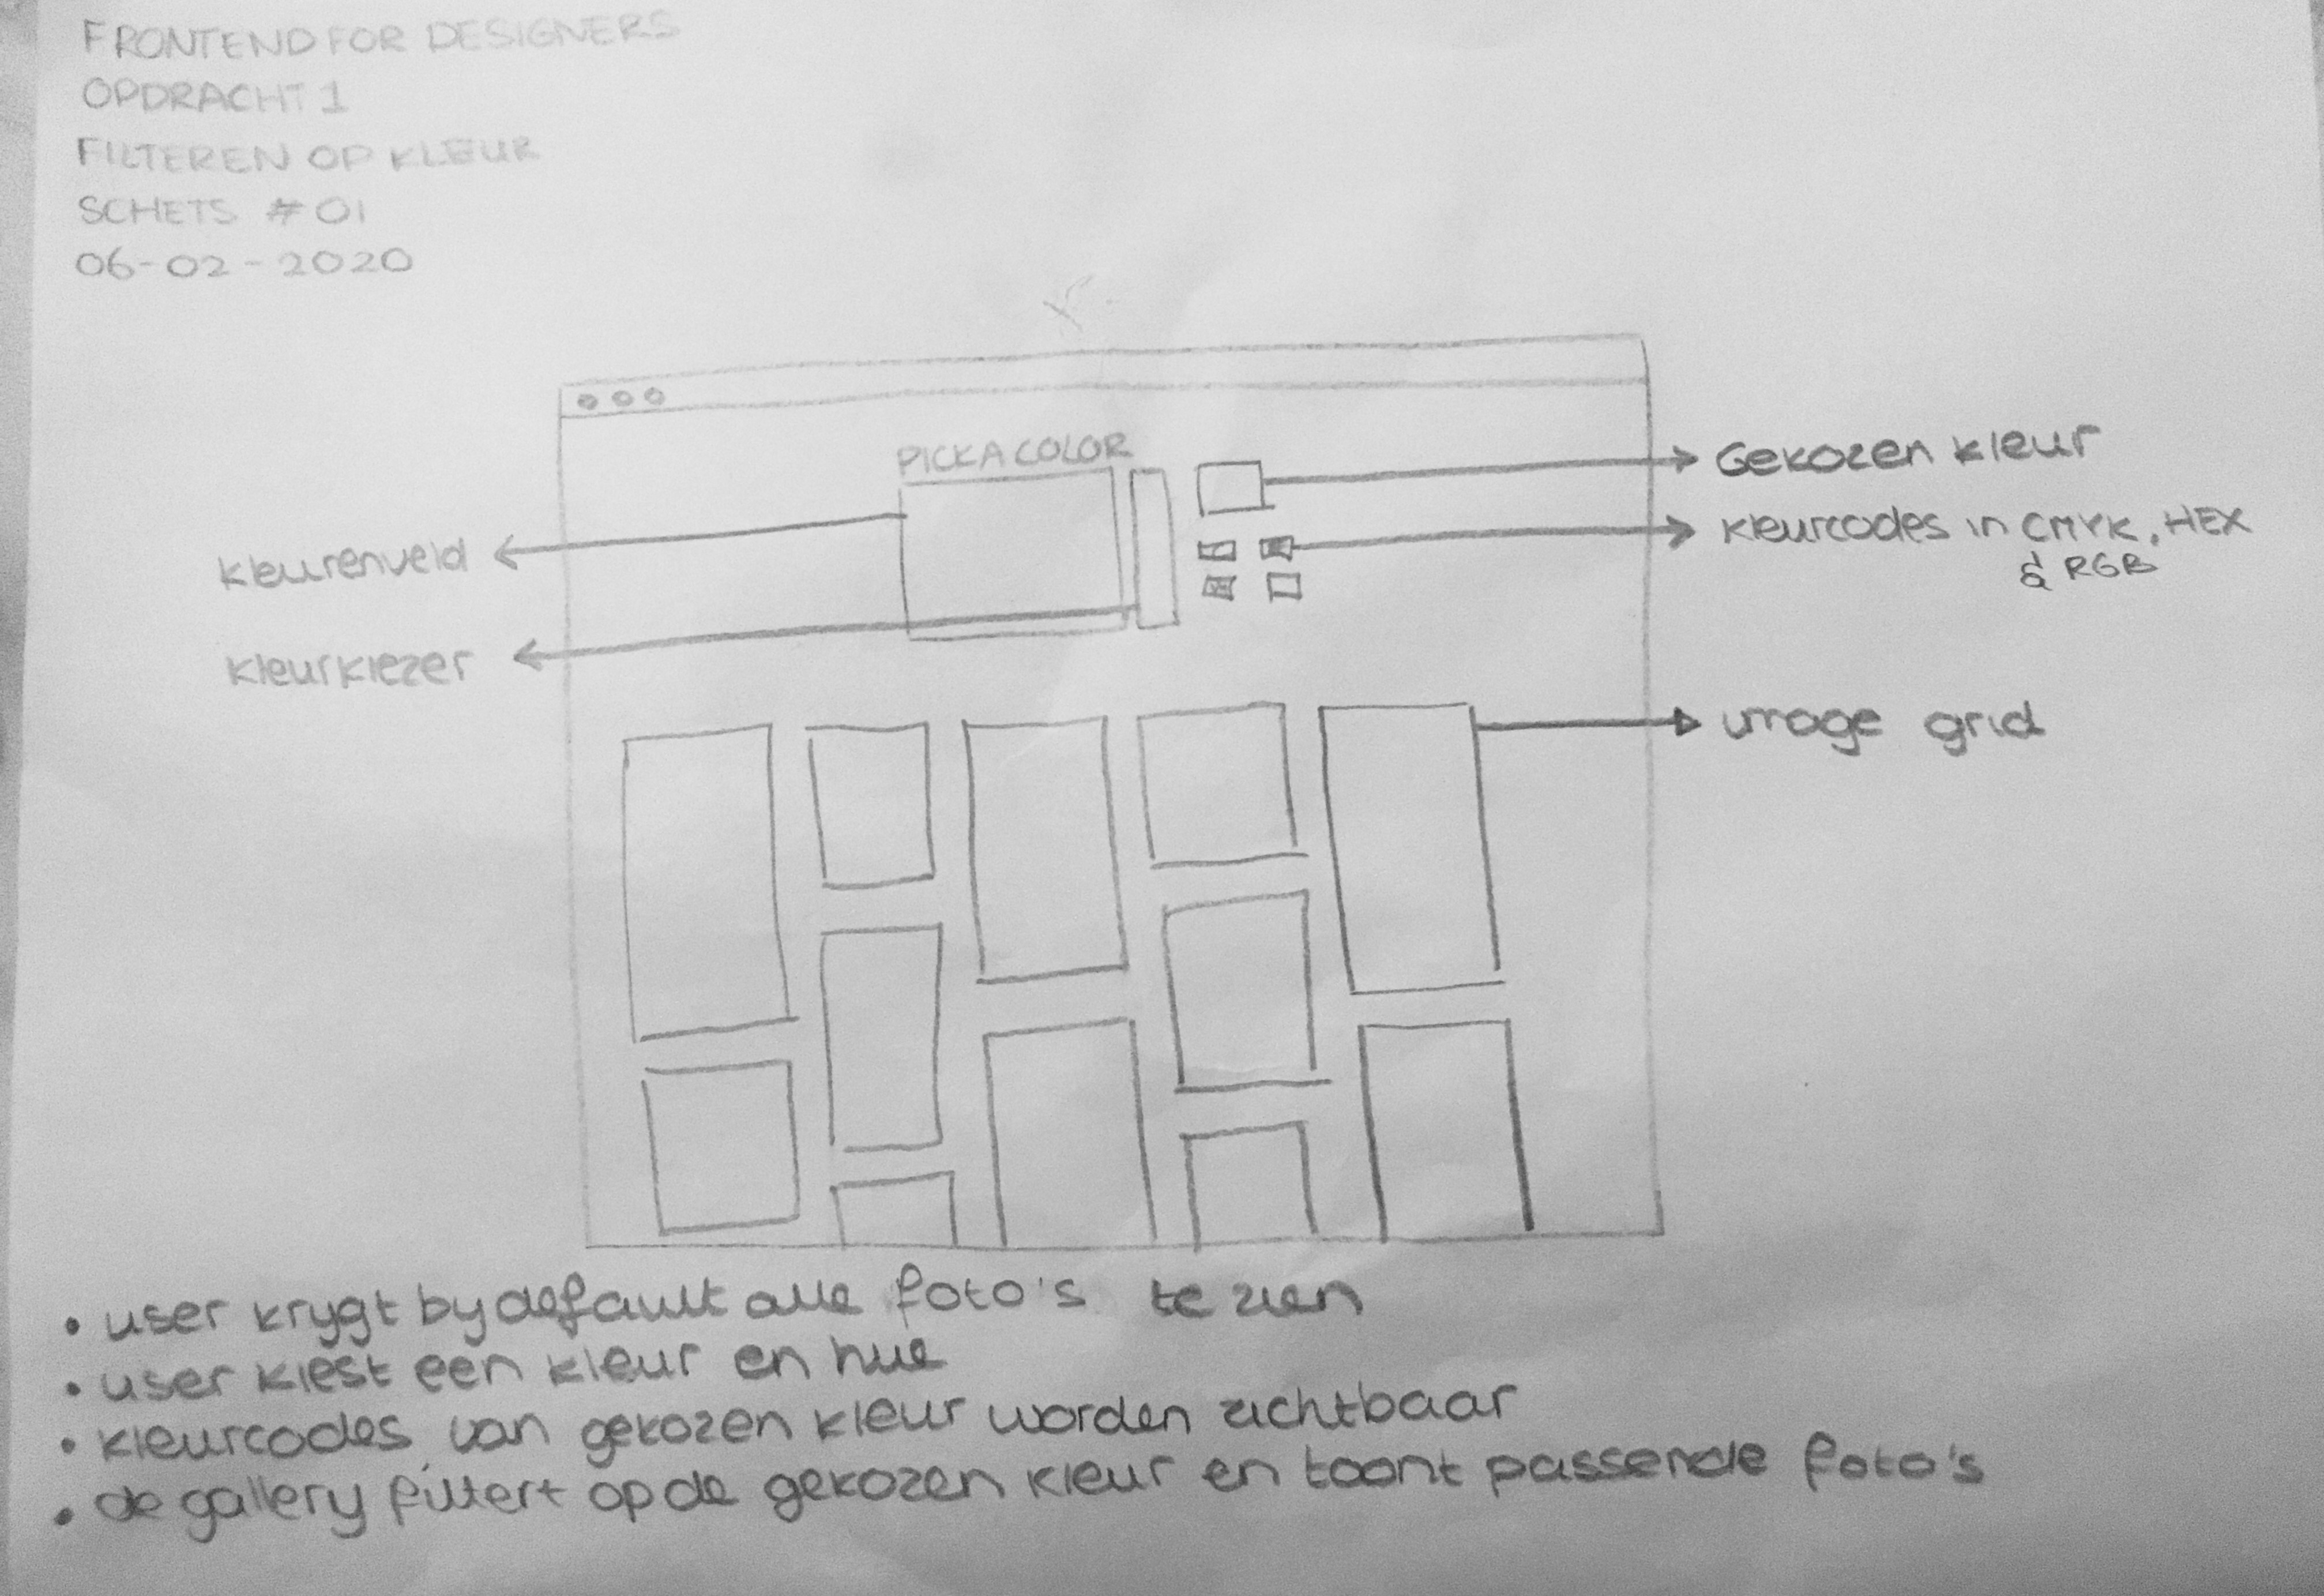 FRONTEND FOR DESIGNERS
OPDRACHT 1
FILTEREN OP KLEUR
SCHETS #01
06-02-2020
PICK A COLOR
Gekozen kleur
kleurcodes in CMYK, HEX
& RGB
kleurenveld
kleurkiezer
image grid
• user krygt by default alle foto's te zien
• user kiest een kleur en hue
• kleurcodes van gekozen kleur worden zichtbaar
• de gallery filtert op de gekozen kleur en toont passende foto's